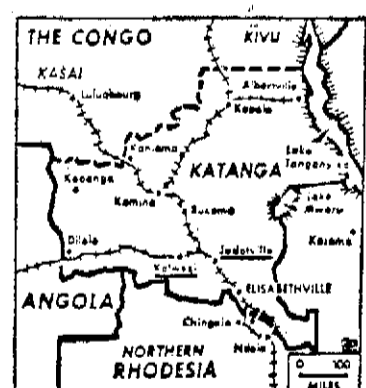 THE CONGO
KIVU
KASAI
Albertville
Luluabourg
Kabalo
Kaniama
KATANGA
Lake
Tangany
Kapanga
Kamina
Lake
Mweru
Bukama
Kasama
Dilolo
Jadotville
Kolwezi
ELISABETHVILLE
ANGOLA
Chingola
Ndola
NORTHERN
RHODESIA
0 100
MILES